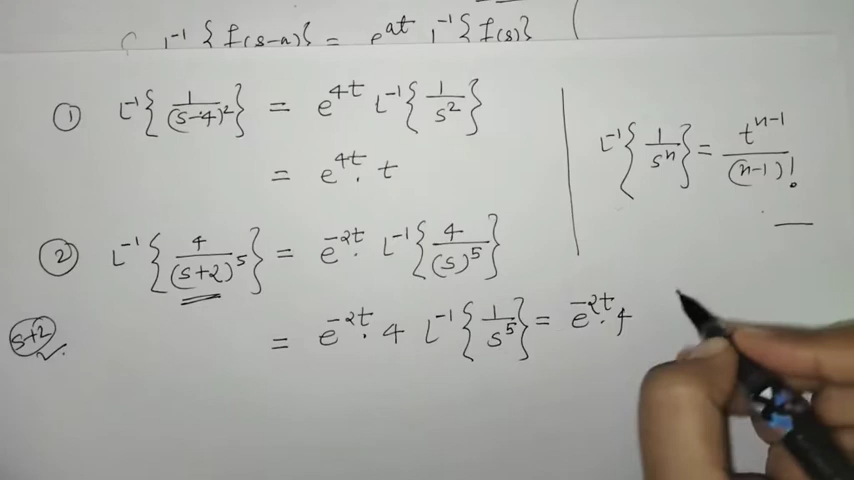 L⁻¹ { f(s-a)} = e^at L⁻¹ { f(s)}
① L⁻¹ { 1/(s-4)² } = e^4t L⁻¹ { 1/s² }
= e^4t . t
L⁻¹ { 1/s^n } = t^n-1/(n-1)!
② L⁻¹ { 4/(s+2)⁵ } = e^-2t . L⁻¹ { 4/(s)⁵ }
s+2
= e^-2t . 4 L⁻¹ { 1/s⁵ } = e^-2t . 4